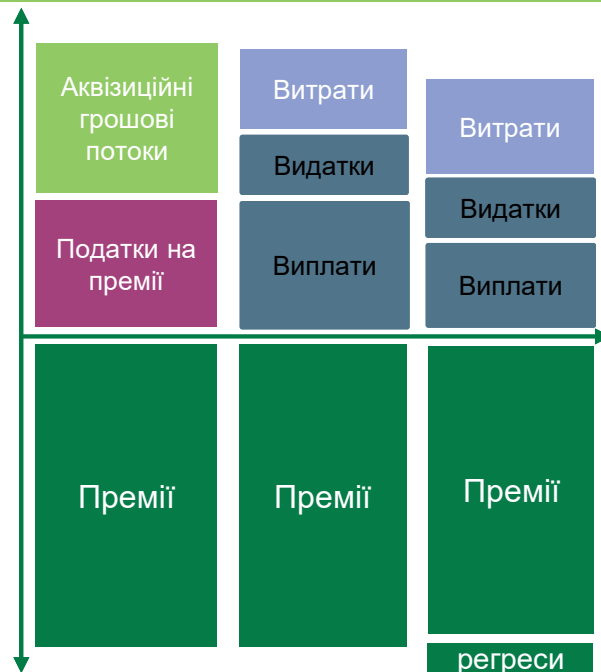 Аквізиційні
грошові
потоки
Податки на
премії
Витрати
Видатки
Виплати
Витрати
Видатки
Виплати
Премії
Премії
Премії
регреси